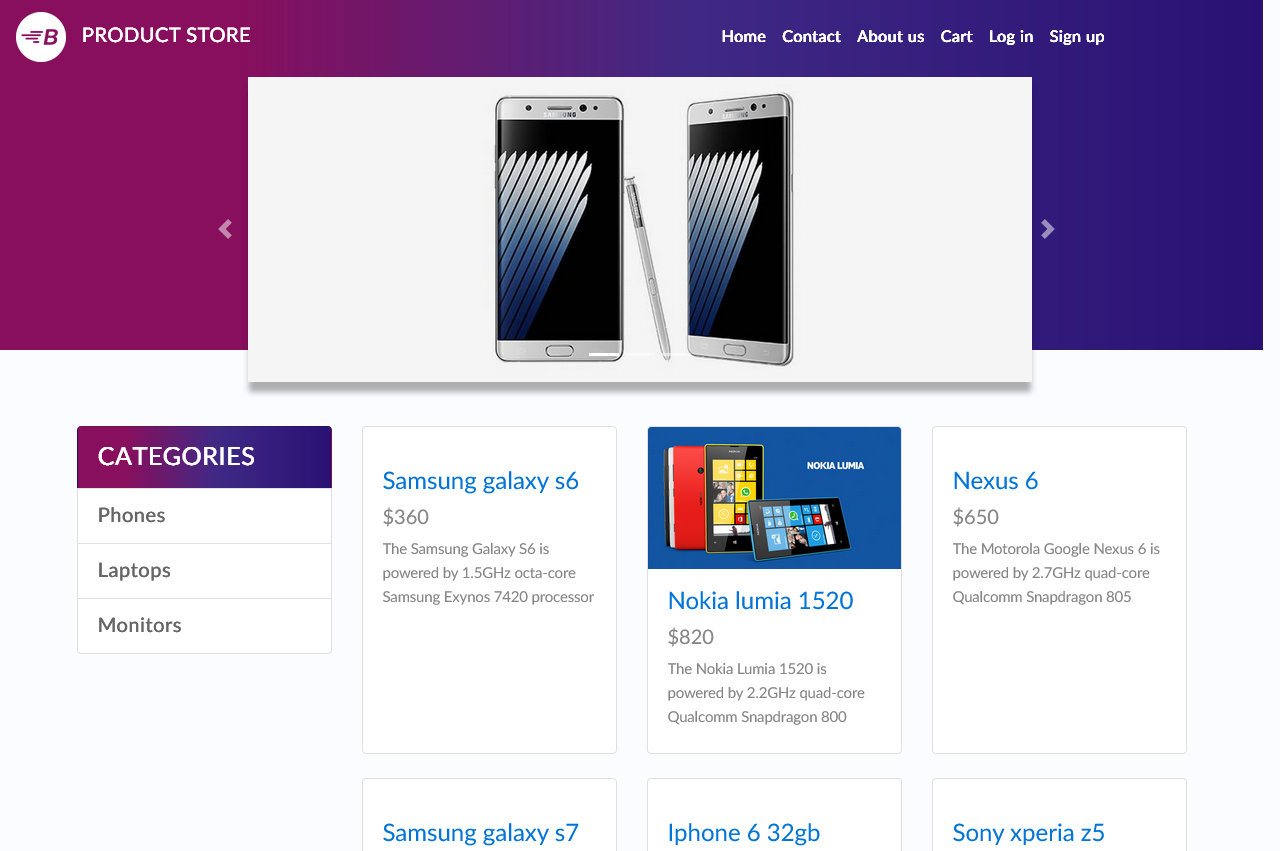 B PRODUCT STORE
Home Contact About us Cart Log in Sign up
SAMSUNG
SAMSUNG
CATEGORIES
Phones
Laptops
Monitors
Samsung galaxy s6
$360
The Samsung Galaxy S6 is
powered by 1.5GHz octa-core
Samsung Exynos 7420 processor
NOKIA LUMIA
Nokia lumia 1520
$820
The Nokia Lumia 1520 is
powered by 2.2GHz quad-core
Qualcomm Snapdragon 800
Nexus 6
$650
The Motorola Google Nexus 6 is
powered by 2.7GHz quad-core
Qualcomm Snapdragon 805
Samsung galaxy s7
Iphone 6 32gb
Sony xperia z5